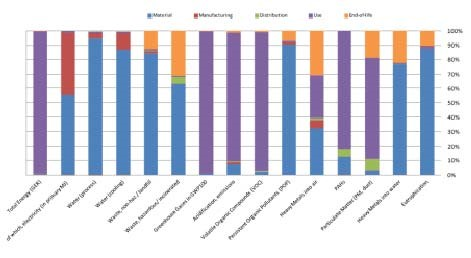 Material Manufacturing Distribution Use End-of-life
100%
90%
80%
70%
60%
50%
40%
30%
20%
10%
0%
Total Energy (GER)
of which, electricity (in primary MJ)
Water (process)
Water (cooling)
Waste, non-haz./ landfill
Waste, hazardous/ incinerated
Greenhouse Gases in GWP100
Acidification, emissions
Volatile Organic Compounds (VOC)
Persistent Organic Pollutants (POP)
Heavy Metals into air
PAHs
Particulate Matter (PM, dust)
Heavy Metals into water
Eutrophication